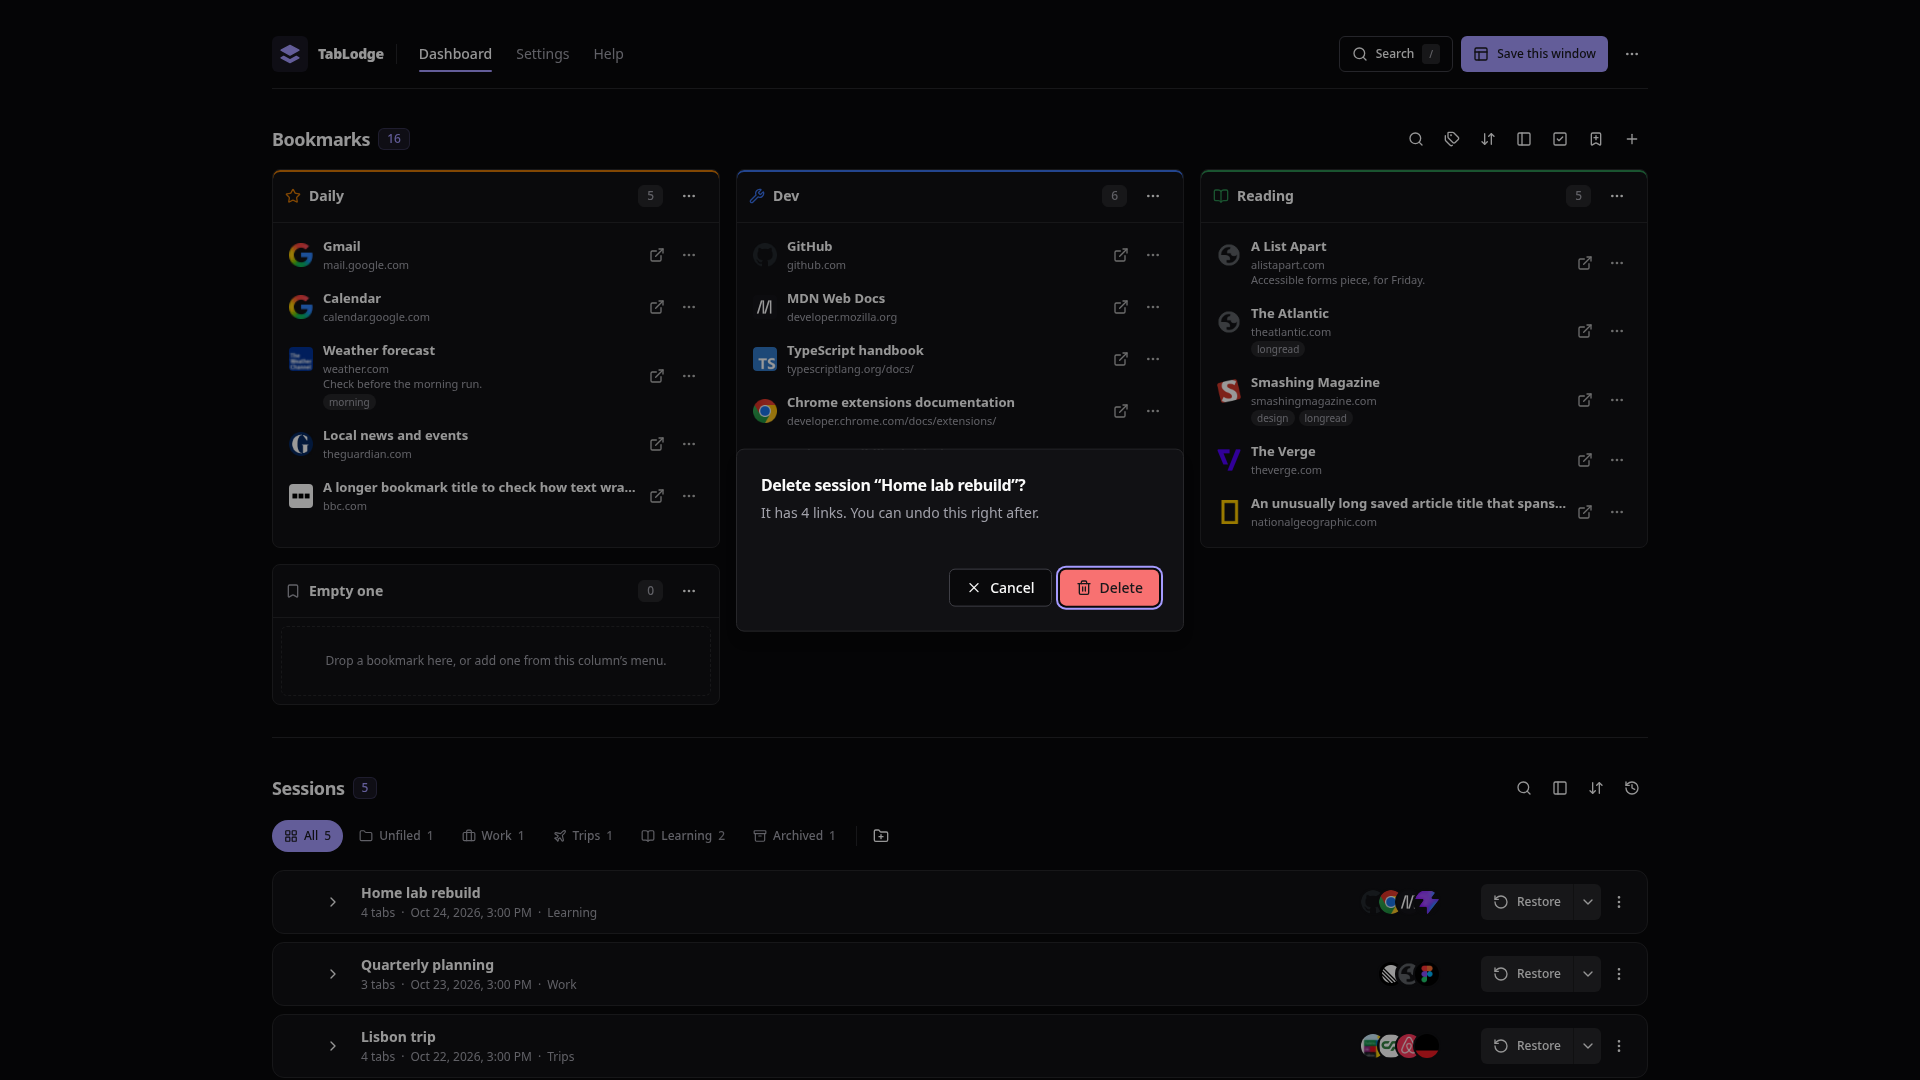 TabLodge
Dashboard
Settings
Help
Search /
Save this window
Bookmarks 16
Daily 5
Gmail
mail.google.com
Calendar
calendar.google.com
Weather forecast
weather.com
Check before the morning run.
morning
Local news and events
theguardian.com
A longer bookmark title to check how text wra...
bbc.com
Dev 6
GitHub
github.com
MDN Web Docs
developer.mozilla.org
TypeScript handbook
typescriptlang.org/docs/
Chrome extensions documentation
developer.chrome.com/docs/extensions/
Reading 5
A List Apart
alistapart.com
Accessible forms piece, for Friday.
The Atlantic
theatlantic.com
longread
Smashing Magazine
smashingmagazine.com
design longread
The Verge
theverge.com
An unusually long saved article title that spans...
nationalgeographic.com
Empty one 0
Drop a bookmark here, or add one from this column’s menu.
Delete session “Home lab rebuild”?
It has 4 links. You can undo this right after.
Cancel
Delete
Sessions 5
All 5
Unfiled 1
Work 1
Trips 1
Learning 2
Archived 1
Home lab rebuild
4 tabs · Oct 24, 2026, 3:00 PM · Learning
Restore
Quarterly planning
3 tabs · Oct 23, 2026, 3:00 PM · Work
Restore
Lisbon trip
4 tabs · Oct 22, 2026, 3:00 PM · Trips
Restore